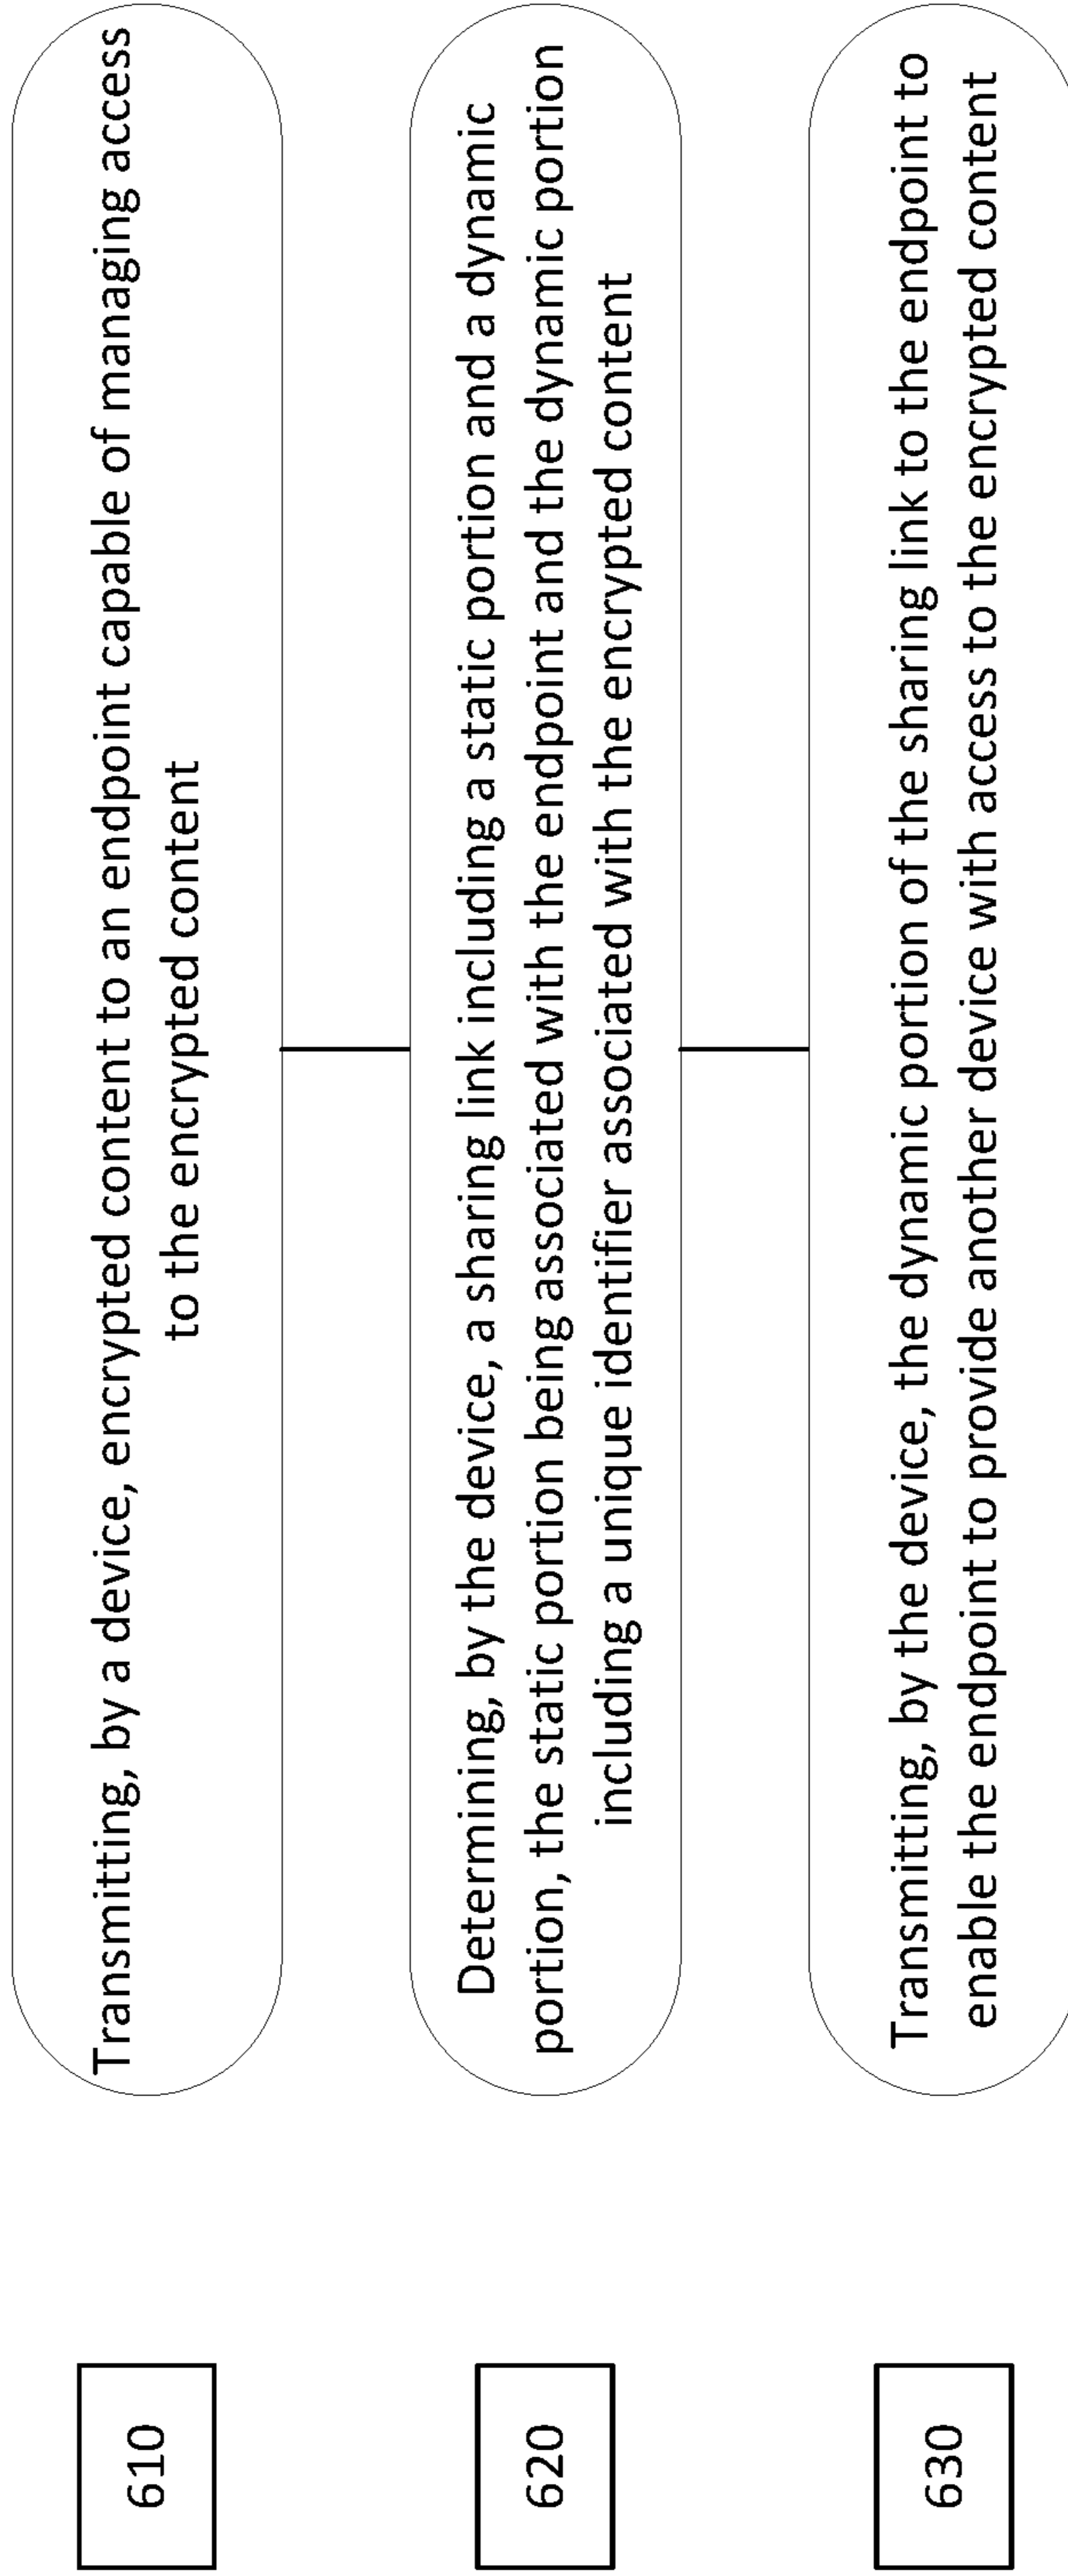 610
Transmitting, by a device, encrypted content to an endpoint capable of managing access
to the encrypted content
620
Determining, by the device, a sharing link including a static portion and a dynamic
portion, the static portion being associated with the endpoint and the dynamic portion
including a unique identifier associated with the encrypted content
630
Transmitting, by the device, the dynamic portion of the sharing link to the endpoint to
enable the endpoint to provide another device with access to the encrypted content